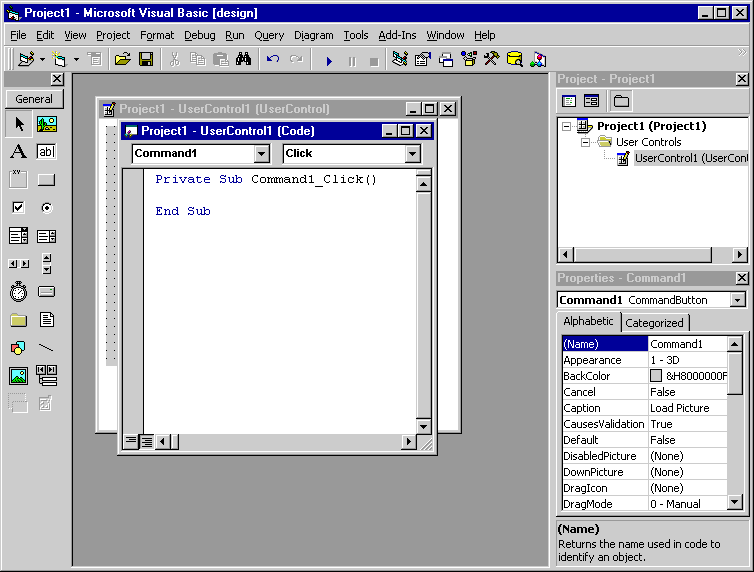 Project1 - Microsoft Visual Basic [design]
File Edit View Project Format Debug Run Query Diagram Tools Add-Ins Window Help
General
A ab
xv
Project1 - UserControl1 (UserControl)
Project1 - UserControl1 (Code)
Command1 Click
Private Sub Command1_Click()
End Sub
Project - Project1
Project1 (Project1)
User Controls
UserControl1 (UserCont
Properties - Command1
Command1 CommandButton
Alphabetic Categorized
(Name) Command1
Appearance 1 - 3D
BackColor &H8000000F
Cancel False
Caption Load Picture
CausesValidation True
Default False
DisabledPicture (None)
DownPicture (None)
DragIcon (None)
DragMode 0 - Manual
(Name)
Returns the name used in code to
identify an object.